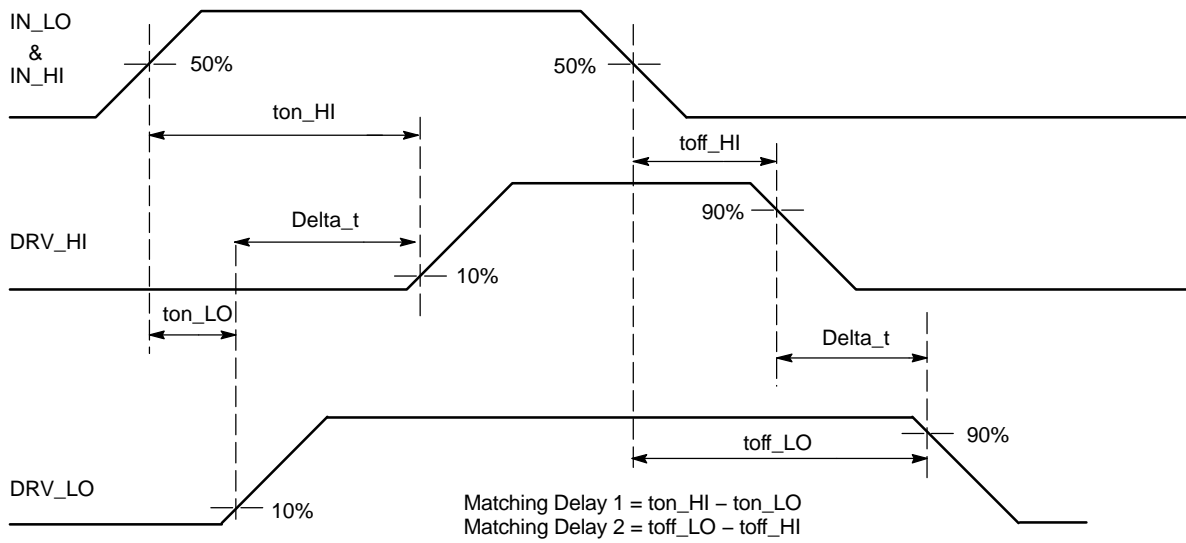 IN_LO
&
IN_HI
50%
50%
ton_HI
toff_HI
DRV_HI
Delta_t
90%
10%
ton_LO
Delta_t
DRV_LO
10%
toff_LO
90%
Matching Delay 1 = ton_HI − ton_LO
Matching Delay 2 = toff_LO − toff_HI